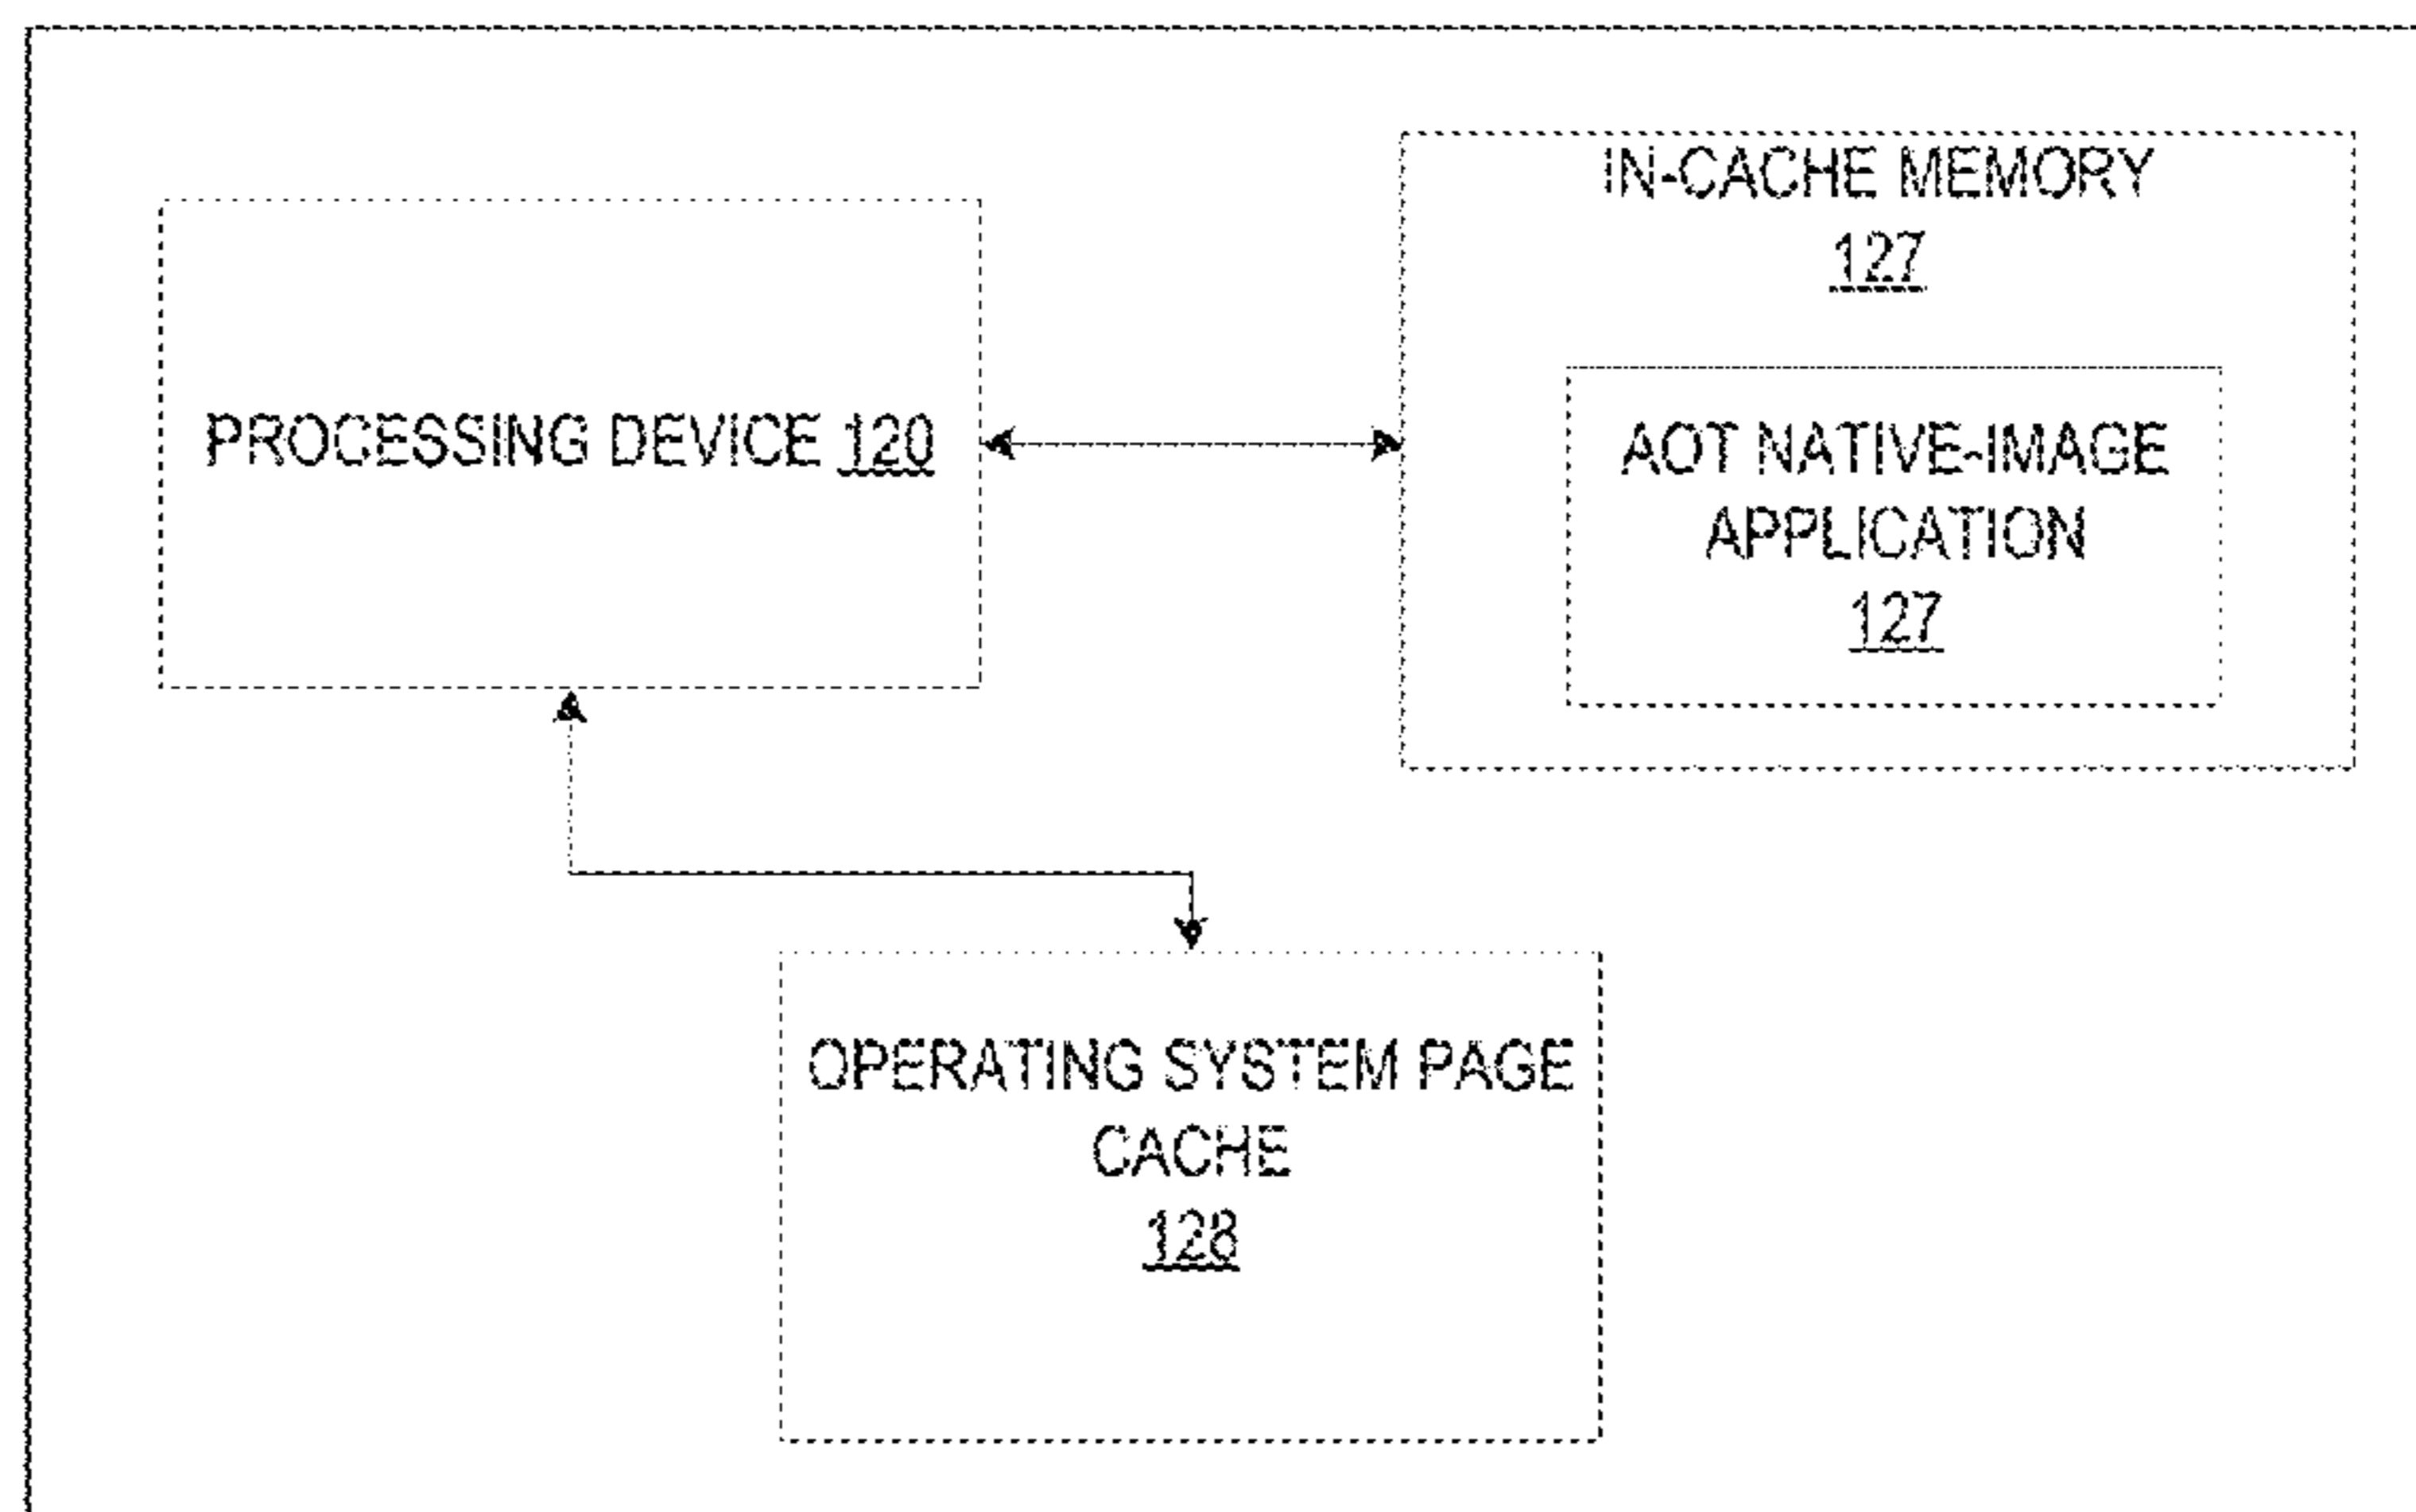 IN-CACHE MEMORY
127
PROCESSING DEVICE 120
AOT NATIVE-IMAGE
APPLICATION
127
OPERATING SYSTEM PAGE
CACHE
128